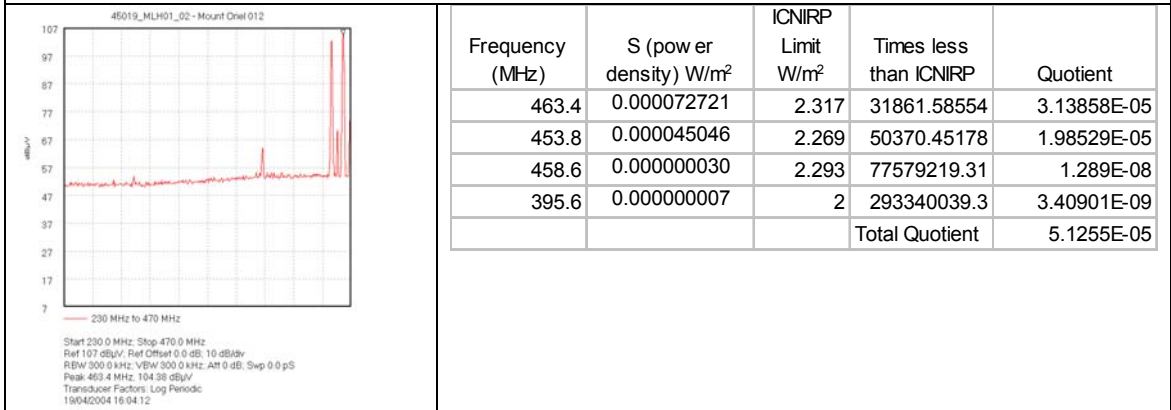 45019_MLH01_02 - Mount Oriel 012
107
97
87
77
67
57
47
37
27
17
7
dBµV
230 MHz to 470 MHz
Start 230.0 MHz; Stop 470.0 MHz
Ref 107 dBµV; Ref Offset 0.0 dB; 10 dB/div
RBW 300.0 kHz; VBW 300.0 kHz; Att 0 dB; Swp 0.0 pS
Peak 463.4 MHz, 104.38 dBµV
Transducer Factors: Log Periodic
19/04/2004 16:04:12
Frequency (MHz) S (power density) W/m² ICNIRP Limit W/m² Times less than ICNIRP Quotient
463.4 0.000072721 2.317 31861.58554 3.13858E-05
453.8 0.000045046 2.269 50370.45178 1.98529E-05
458.6 0.000000030 2.293 77579219.31 1.289E-08
395.6 0.000000007 2 293340039.3 3.40901E-09
Total Quotient 5.1255E-05